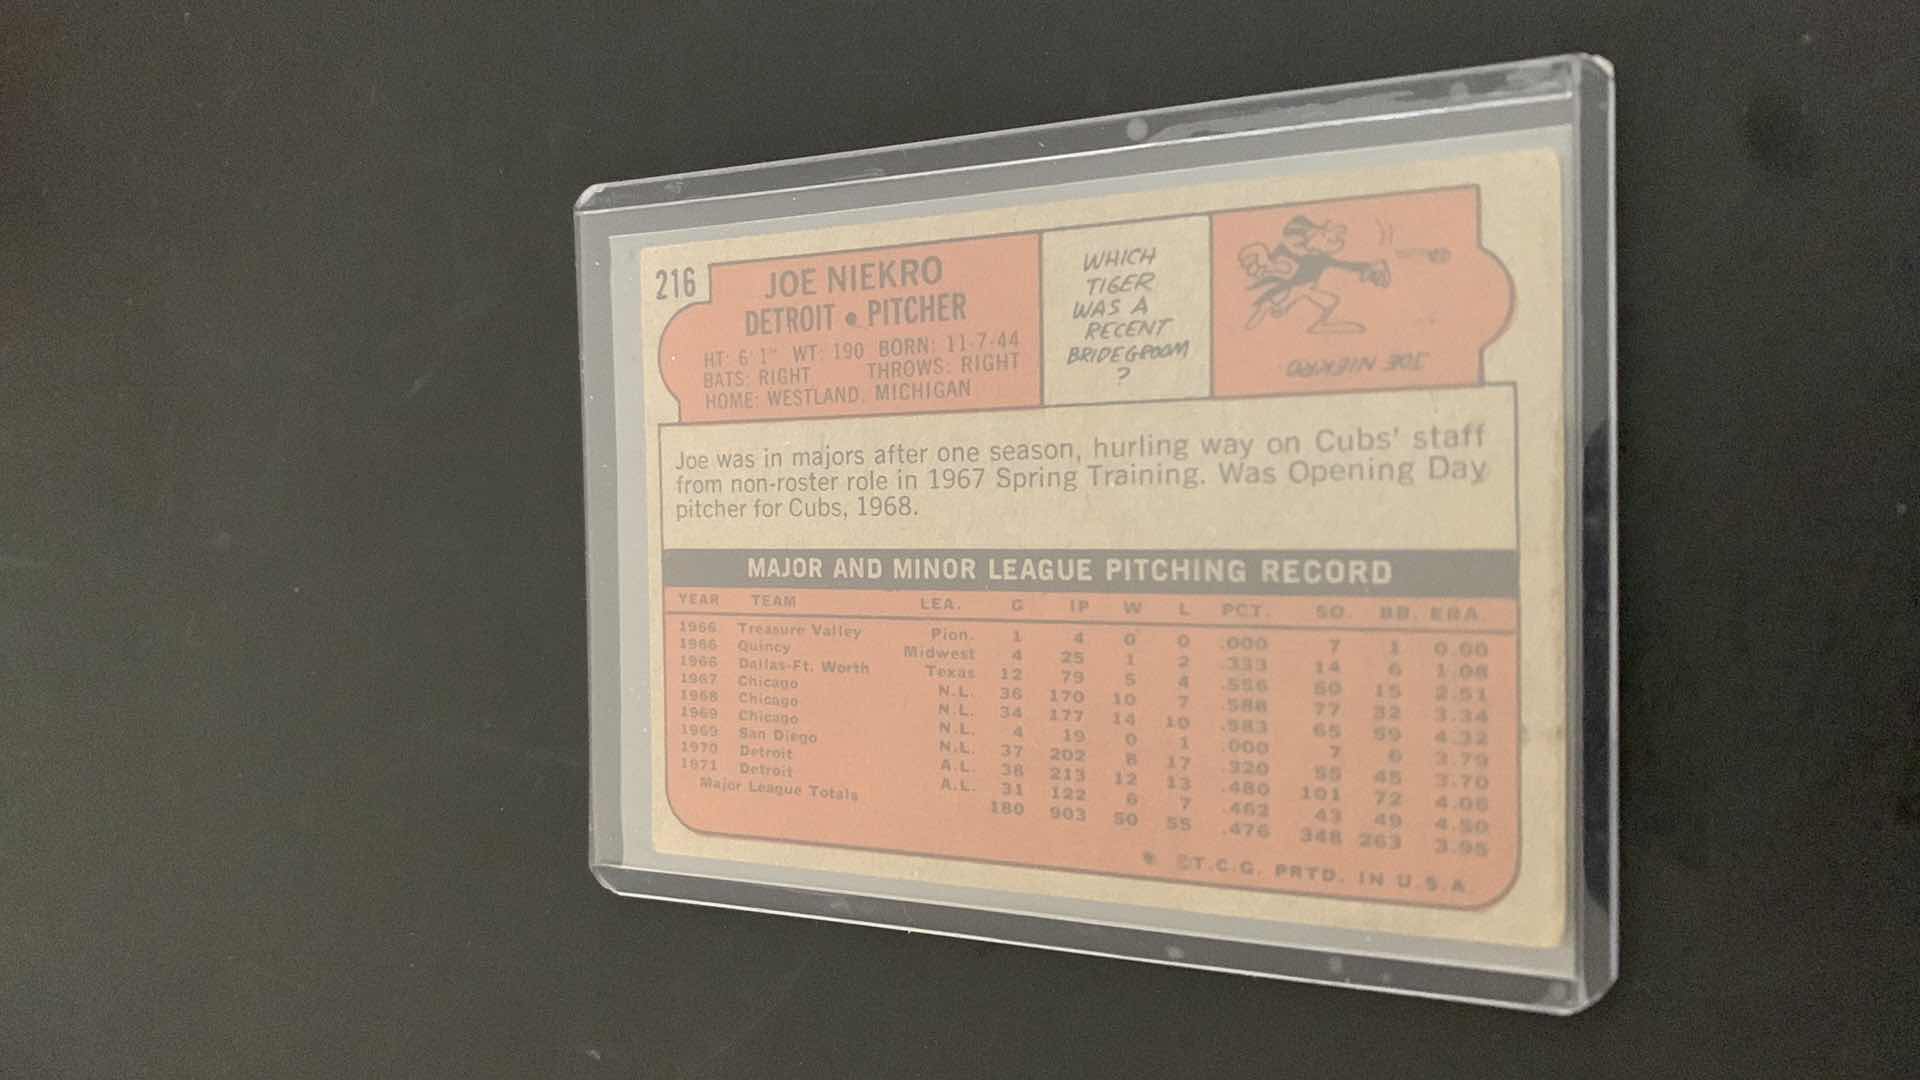 216
JOE NIEKRO
DETROIT • PITCHER
HT: 6'1" WT: 190 BORN: 11-7-44
BATS: RIGHT THROWS: RIGHT
HOME: WESTLAND, MICHIGAN
WHICH
TIGER
WAS A
RECENT
BRIDEGROOM
?
JOE NIEKRO
Joe was in majors after one season, hurling way on Cubs' staff
from non-roster role in 1967 Spring Training. Was Opening Day
pitcher for Cubs, 1968.
MAJOR AND MINOR LEAGUE PITCHING RECORD
YEAR TEAM LEA. G IP W L PCT. SO. BB. ERA.
1966 Treasure Valley Pion. 1 4 0 0 .000 7 1 0.00
1966 Quincy Midwest 4 25 1 2 .333 14 6 1.08
1966 Dallas-Ft. Worth Texas 12 79 5 4 .556 50 15 2.51
1967 Chicago N.L. 36 170 10 7 .588 77 32 3.34
1968 Chicago N.L. 34 177 14 10 .583 65 59 4.32
1969 Chicago N.L. 4 19 0 1 .000 7 6 3.79
1969 San Diego N.L. 37 202 8 17 .320 55 45 3.70
1970 Detroit A.L. 38 213 12 13 .480 101 72 4.06
1971 Detroit A.L. 31 122 6 7 .462 43 49 4.50
Major League Totals 180 903 50 55 .476 348 263 3.95
©T.C.G. PRTD. IN U.S.A.